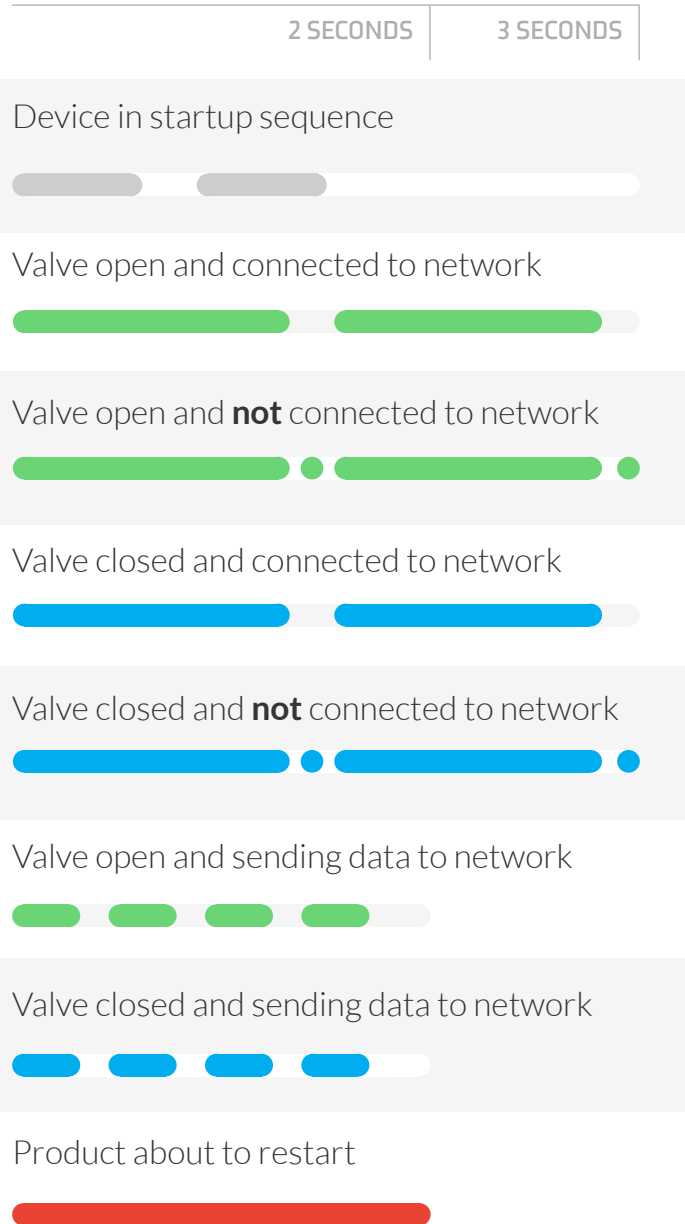 2 SECONDS 3 SECONDS
Device in startup sequence
Valve open and connected to network
Valve open and not connected to network
Valve closed and connected to network
Valve closed and not connected to network
Valve open and sending data to network
Valve closed and sending data to network
Product about to restart